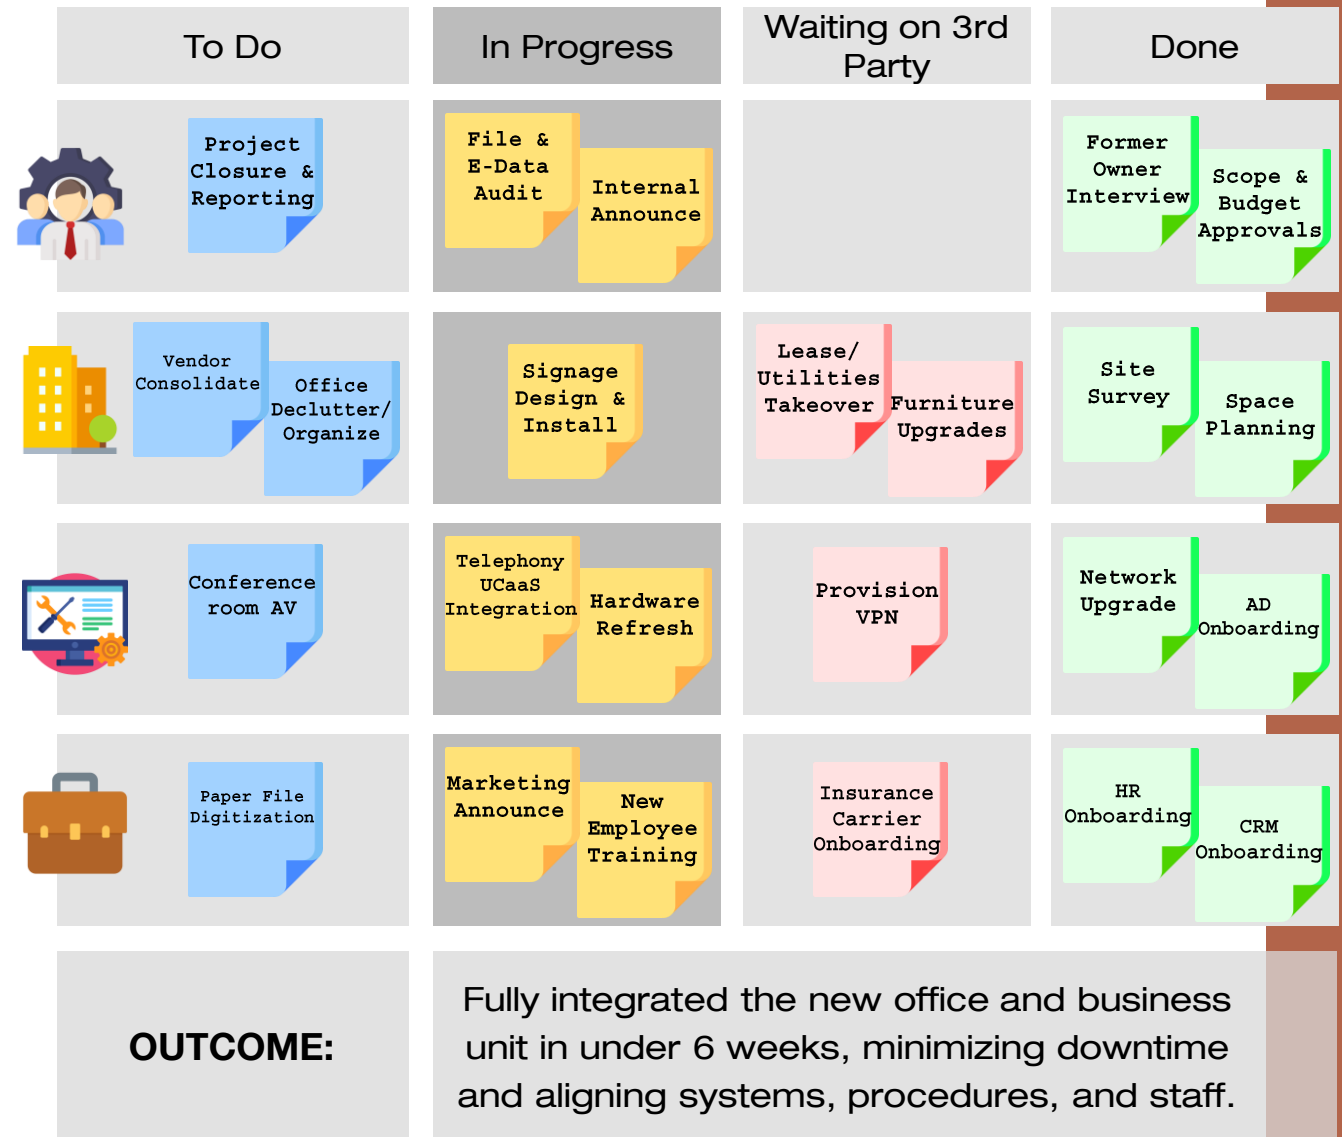 To Do
In Progress
Waiting on 3rd
Party
Done
Project
Closure &
Reporting
File &
E-Data
Audit
Internal
Announce
Former
Owner
Interview
Scope &
Budget
Approvals
Vendor
Consolidate
Office
Declutter/
Organize
Signage
Design &
Install
Lease/
Utilities
Takeover
Furniture
Upgrades
Site
Survey
Space
Planning
Conference
room AV
Telephony
UCaaS
Integration
Hardware
Refresh
Provision
VPN
Network
Upgrade
AD
Onboarding
Paper File
Digitization
Marketing
Announce
New
Employee
Training
Insurance
Carrier
Onboarding
HR
Onboarding
CRM
Onboarding
OUTCOME:
Fully integrated the new office and business
unit in under 6 weeks, minimizing downtime
and aligning systems, procedures, and staff.